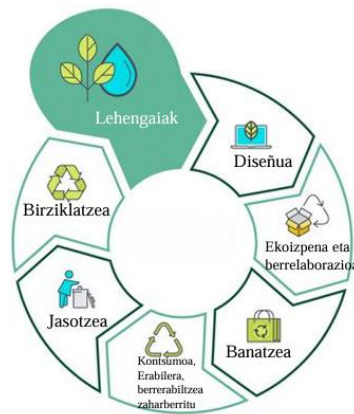 Lehengaiak
Diseñua
Ekoizpena eta
berrelaborazioa
Banatzea
Kontsumoa,
Erabilera,
berrerabiltzea
zaharberritu
Jasotzea
Birziklatzea